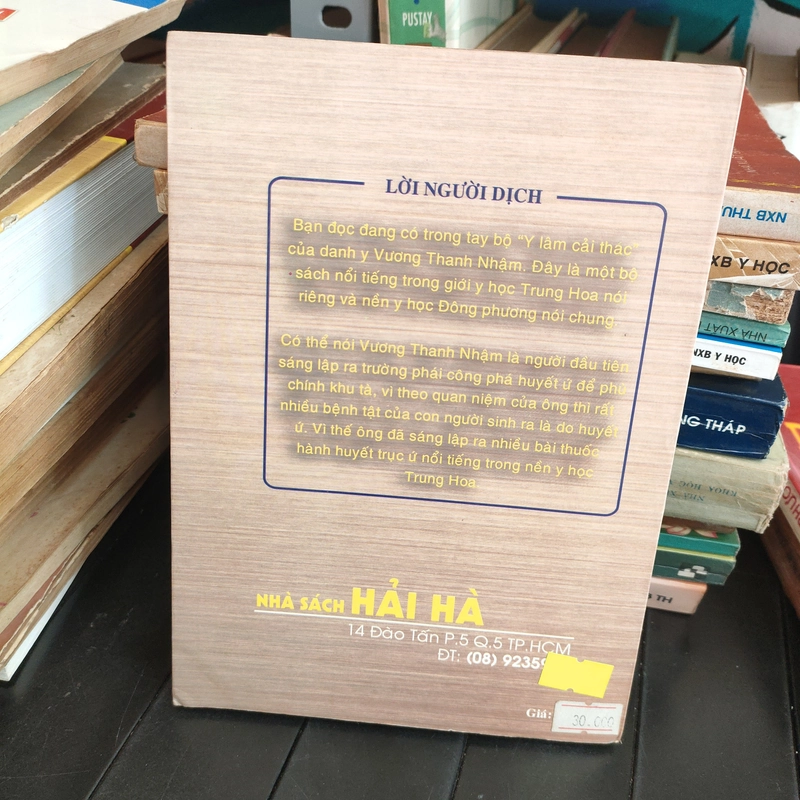 PUSTAY
LỜI NGƯỜI DỊCH
Bạn đọc đang có trong tay bộ "Y lâm cải thác"
của danh y Vương Thanh Nhậm. Đây là một bộ
sách nổi tiếng trong giới y học Trung Hoa nói
riêng và nền y học Đông phương nói chung.
Có thể nói Vương Thanh Nhậm là người đầu tiên
sáng lập ra trường phái công phá huyết ứ để phù
chính khu tà, vì theo quan niệm của ông thì rất
nhiều bệnh tật của con người sinh ra là do huyết
ứ. Vì thế ông đã sáng lập ra nhiều bài thuốc
hành huyết trục ứ nổi tiếng trong nền y học
Trung Hoa.
NHÀ SÁCH HẢI HÀ
14 Đào Tấn P.5 Q.5 TP.HCM
ĐT: (08) 9235
Giá: 30.000
NXB
XB Y HỌC
NHÀ XUẤT
NXB Y HỌC
NG THÁP
KHOA HỌC
TH